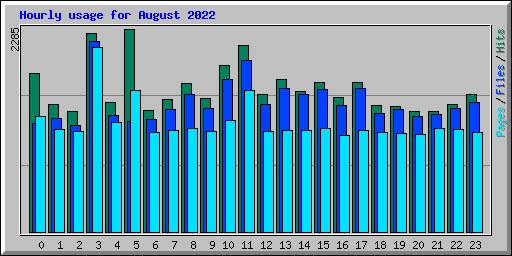 Hourly usage for August 2022
2285
Pages/Files/Hits
0 1 2 3 4 5 6 7 8 9 10 11 12 13 14 15 16 17 18 19 20 21 22 23